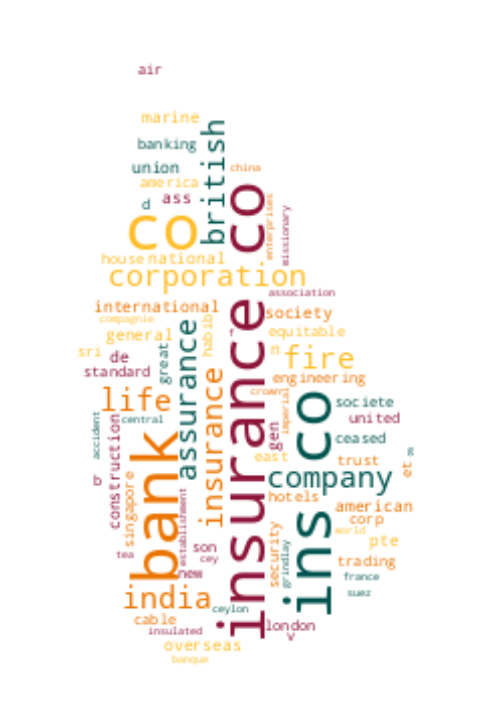 air
marine
british
banking
union
china
america
d
ass
co
co
enterprises
missionary
house
national
corporation
association
international
society
compagnie
habib
f
general
equitable
sri
de
great
assurance
n
fire
standard
engineering
insurance
life
crown
imperial
societe
central
united
accident
construction
gen
ins co
ceased
bank
insurance
east
trust
et
company
singapore
hotels
american
corp
establishment
security
world
pte
tea
son
cey
grindlay
trading
new
france
india
suez
ceylon
cable
insulated
london
v
overseas
banque